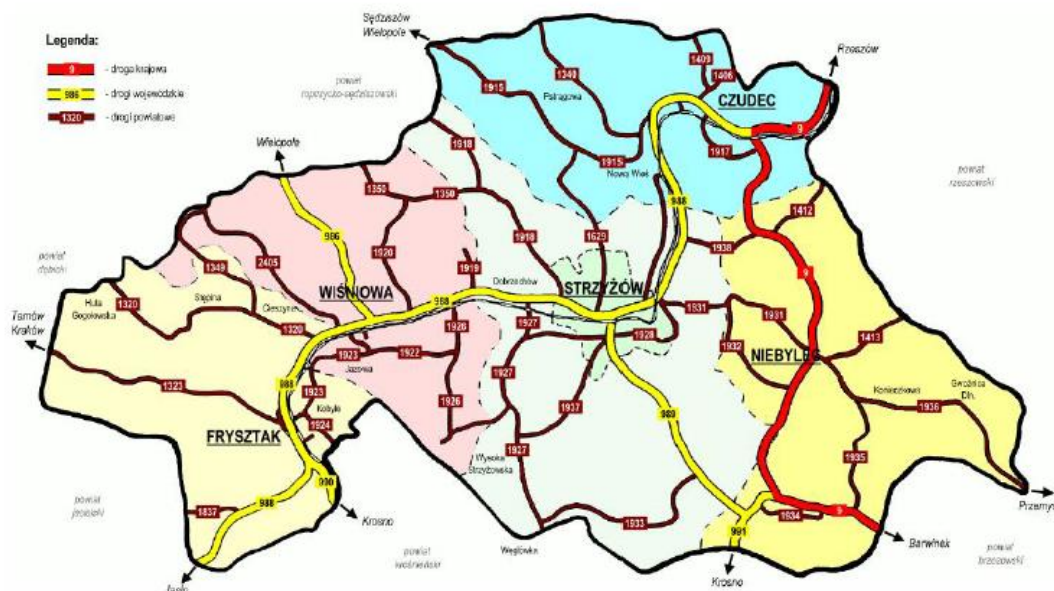 Legenda:
9 - droga krajowa
986 - drogi wojewódzkie
1320 - drogi powiatowe
Sędziszów
Wielopole
Rzeszów
powiat
ropczycko-sędziszowski
1409
1406
1340
1915
Pstrągowa
CZUDEC
9
1917
1915
Nowa Wieś
Wielopole
1918
powiat
rzeszowski
1350
1350
988
1412
986
1920
1918
1629
1938
powiat
dębicki
1349
2405
1919
9
Dobrzechów
STRZYŻÓW
WIŚNIOWA
988
Huta
Gogołowska
1320
Stępina
Cieszyna
1320
1931
1931
1927
1928
1932
1413
Tarnów
Kraków
1926
1923
1922
Jazowa
NIEBYLEC
1323
988
1923
1927
Konieczkowa
Gwoźnica
Dln.
1926
1937
1936
Kobyle
1924
989
FRYSZTAK
1927
Wysoka
Strzyżowska
1935
powiat
jasielski
988
990
1837
Krosno
1933
1934
9
Przemyśl
991
Barwinek
Węglówka
powiat
krośnieński
Krosno
powiat
brzozowski
Jasło